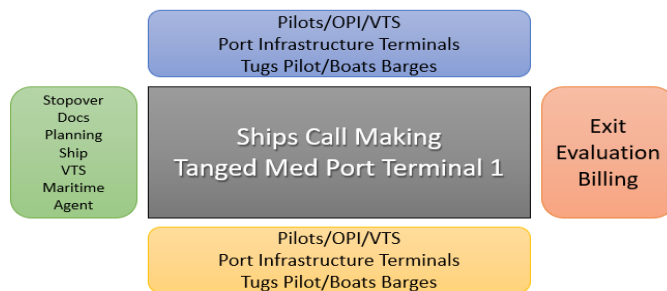 Pilots/OPI/VTS
Port Infrastructure Terminals
Tugs Pilot/Boats Barges
Stopover
Docs
Planning
Ship
VTS
Maritime
Agent
Ships Call Making
Tanged Med Port Terminal 1
Exit
Evaluation
Billing
Pilots/OPI/VTS
Port Infrastructure Terminals
Tugs Pilot/Boats Barges